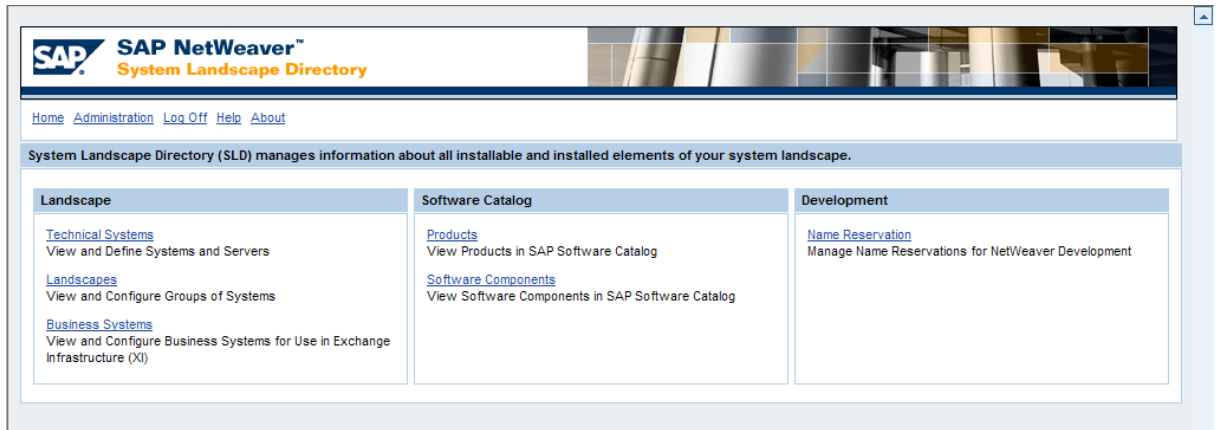 SAP
SAP NetWeaver™
System Landscape Directory
Home Administration Log Off Help About
System Landscape Directory (SLD) manages information about all installable and installed elements of your system landscape.
Landscape
Technical Systems
View and Define Systems and Servers
Landscapes
View and Configure Groups of Systems
Business Systems
View and Configure Business Systems for Use in Exchange
Infrastructure (XI)
Software Catalog
Products
View Products in SAP Software Catalog
Software Components
View Software Components in SAP Software Catalog
Development
Name Reservation
Manage Name Reservations for NetWeaver Development